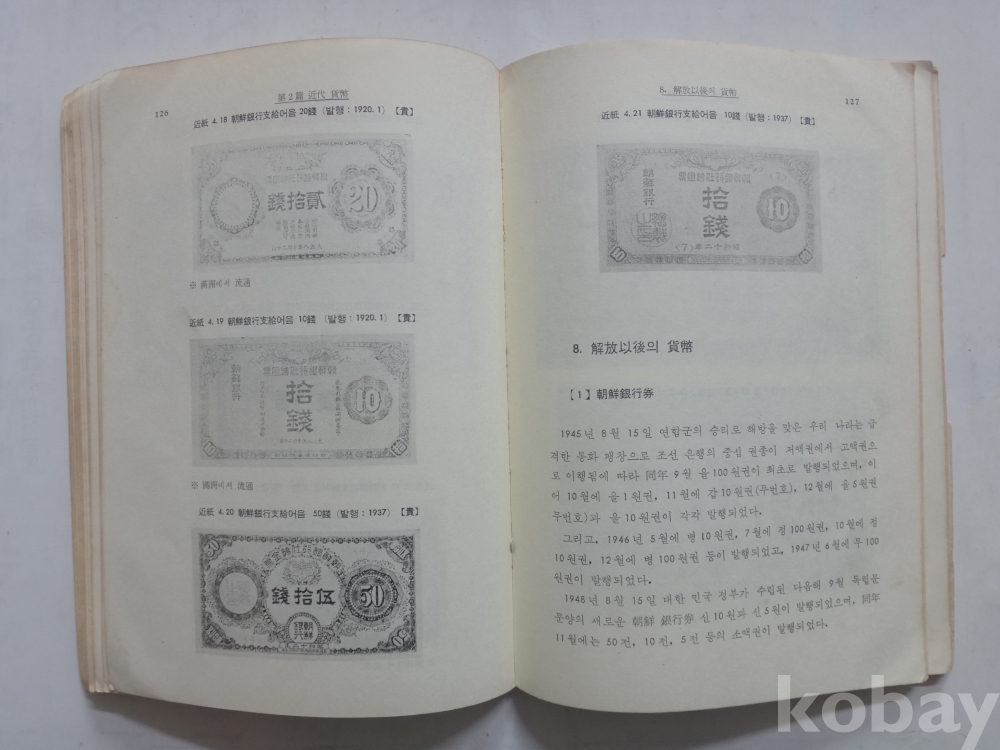 第2篇 近代 貨幣
126
近紙 4.18 朝鮮銀行支給어음 20錢 (발행 : 1920. 1) 【貴】
錢拾貳
20
※ 満洲에서 流通
近紙 4.19 朝鮮銀行支給어음 10錢 (발행 : 1920. 1) 【貴】
朝鮮銀行
拾錢
10
※ 満洲에서 流通
近紙 4.20 朝鮮銀行支給어음 50錢 (발행 : 1937) 【貴】
50
錢拾伍
50
8. 解放以後의 貨幣
127
近紙 4.21 朝鮮銀行支給어음 10錢 (발행 : 1937) 【貴】
朝鮮銀行
(7)
拾錢
10
(7)
10
8. 解放以後의 貨幣
【1】朝鮮銀行券
1945년 8월 15일 연합군의 승리로 해방을 맞은 우리 나라는 급
격한 통화 팽창으로 조선 은행의 중심 권종이 저액권에서 고액권으
로 이행됨에 따라 同年 9월 을100원권이 최초로 발행되었으며, 이
어 10월에 을1원권, 11월에 갑10원권(무번호), 12월에 을5원권
무번호)과 을10원권이 각각 발행되었다.
그리고, 1946년 5월에 병10원권, 7월에 정100원권, 10월에 정
10원권, 12월에 병100원권 등이 발행되었고, 1947년 6월에 무100
원권이 발행되었다.
1948년 8월 15일 대한 민국 정부가 수립된 다음해 9월 독립문
문양의 새로운 朝鮮 銀行券 신10원과 신5원이 발행되었으며, 同年
11월에는 50전, 10전, 5전 등의 소액권이 발행되었다.
kobay